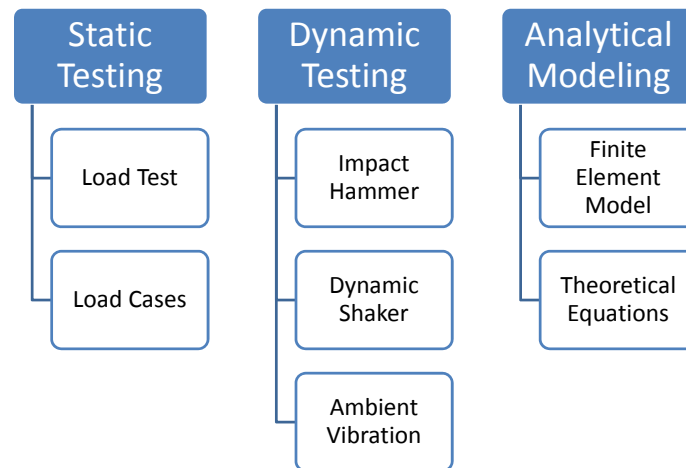 Static
Testing
Load Test
Load Cases
Dynamic
Testing
Impact
Hammer
Dynamic
Shaker
Ambient
Vibration
Analytical
Modeling
Finite
Element
Model
Theoretical
Equations